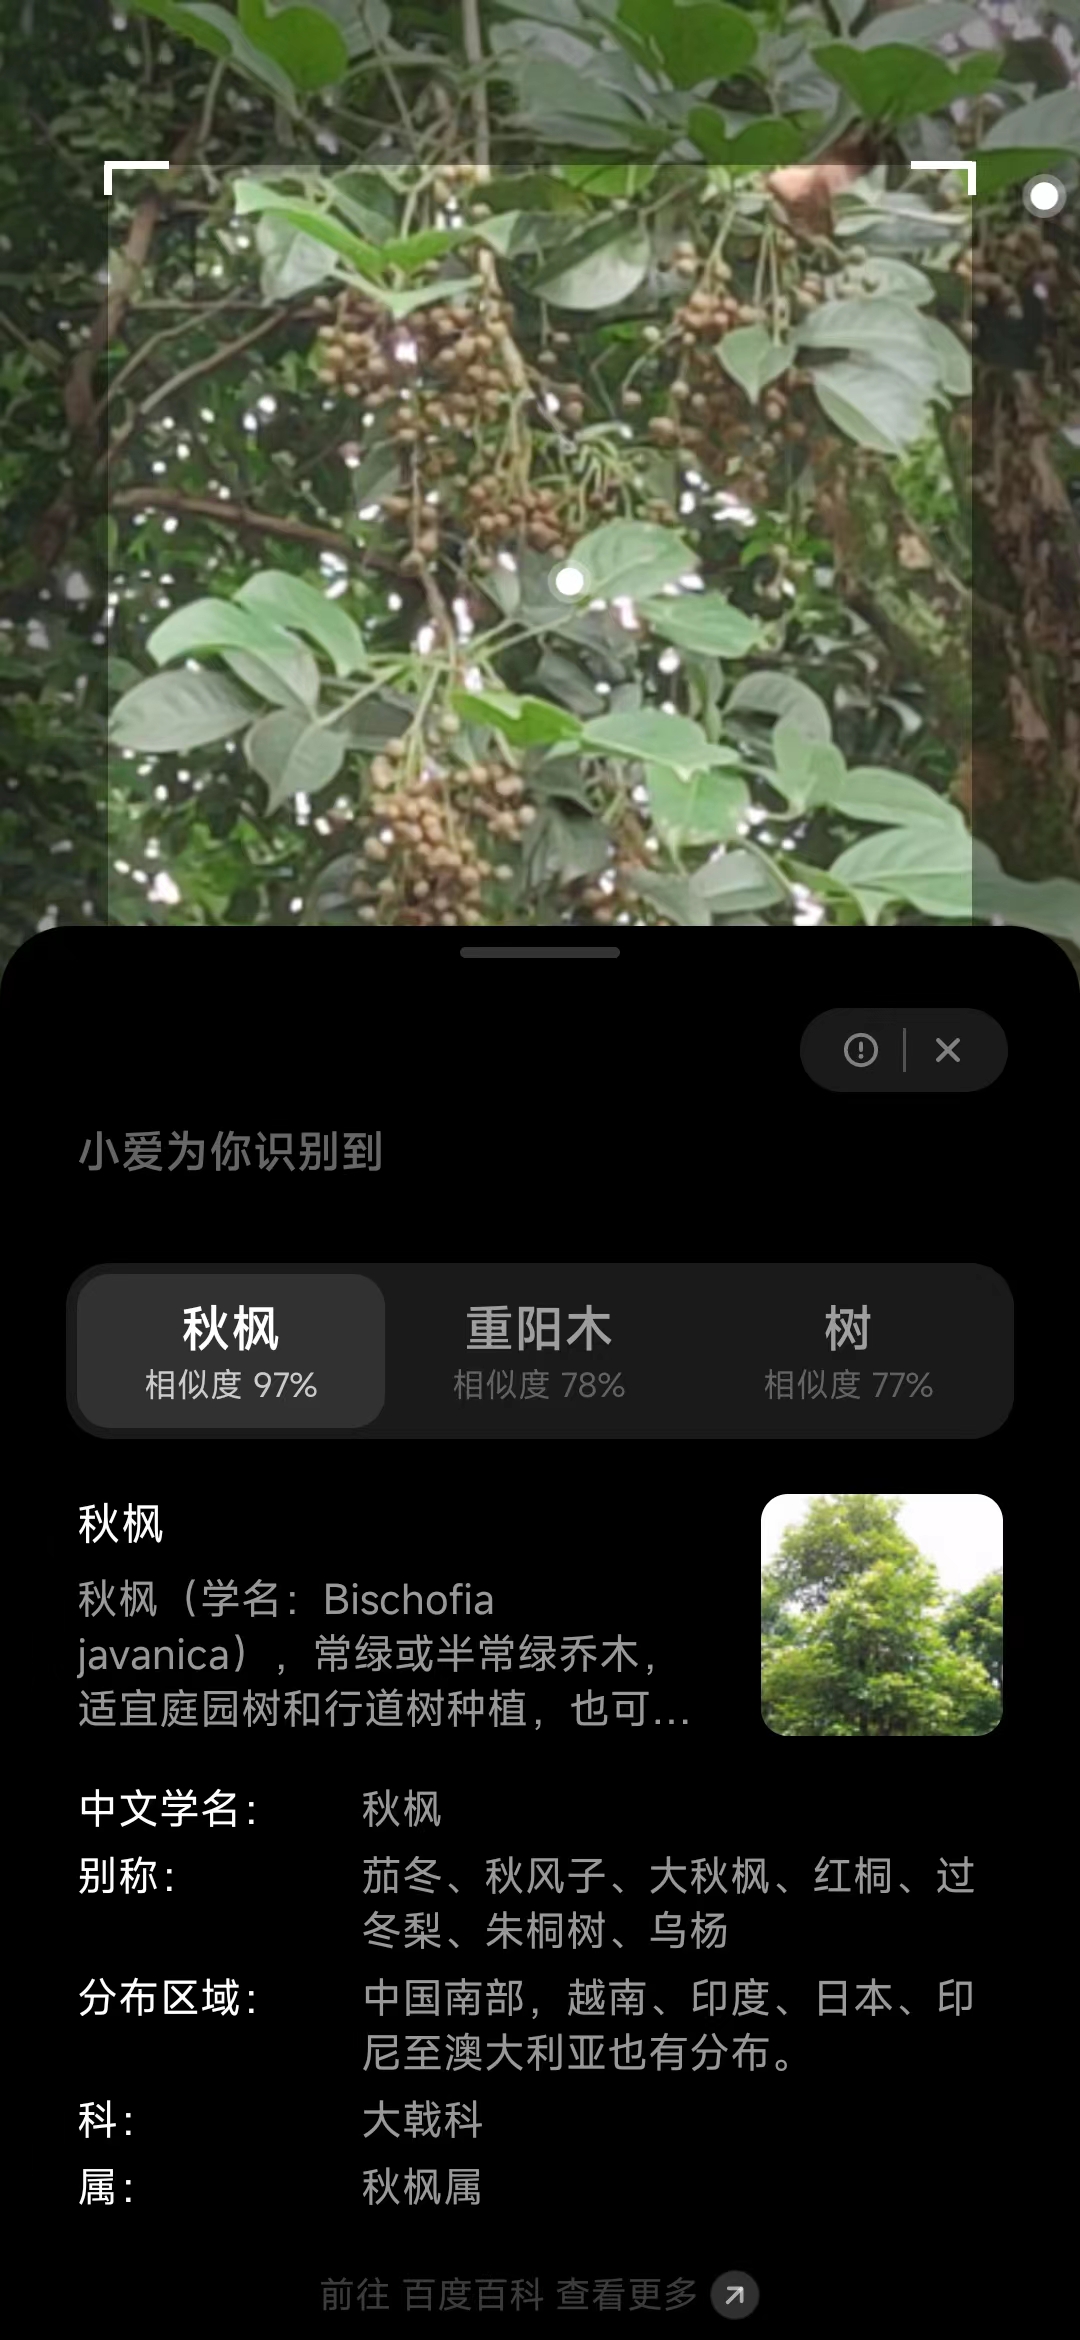 小爱为你识别到
秋枫
相似度 97%
重阳木
相似度 78%
树
相似度 77%
秋枫
秋枫（学名：Bischofia
javanica），常绿或半常绿乔木，
适宜庭园树和行道树种植，也可...
中文学名： 秋枫
别称： 茄冬、秋风子、大秋枫、红桐、过
冬梨、朱桐树、乌杨
分布区域： 中国南部，越南、印度、日本、印
尼至澳大利亚也有分布。
科： 大戟科
属： 秋枫属
前往 百度百科 查看更多